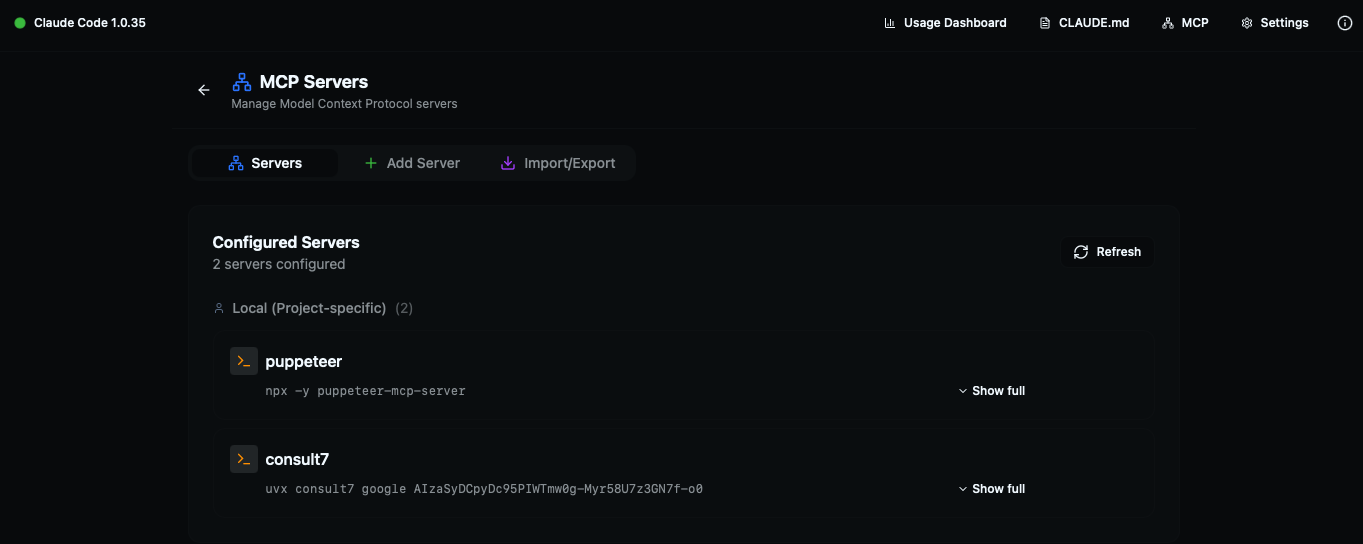 Claude Code 1.0.35
Usage Dashboard
CLAUDE.md
MCP
Settings
MCP Servers
Manage Model Context Protocol servers
Servers
Add Server
Import/Export
Configured Servers
2 servers configured
Refresh
Local (Project-specific) (2)
puppeteer
npx -y puppeteer-mcp-server
Show full
consult7
uvx consult7 google AIzaSyDCpyDc95PIWTmw0g-Myr58U7z3GN7f-o0
Show full